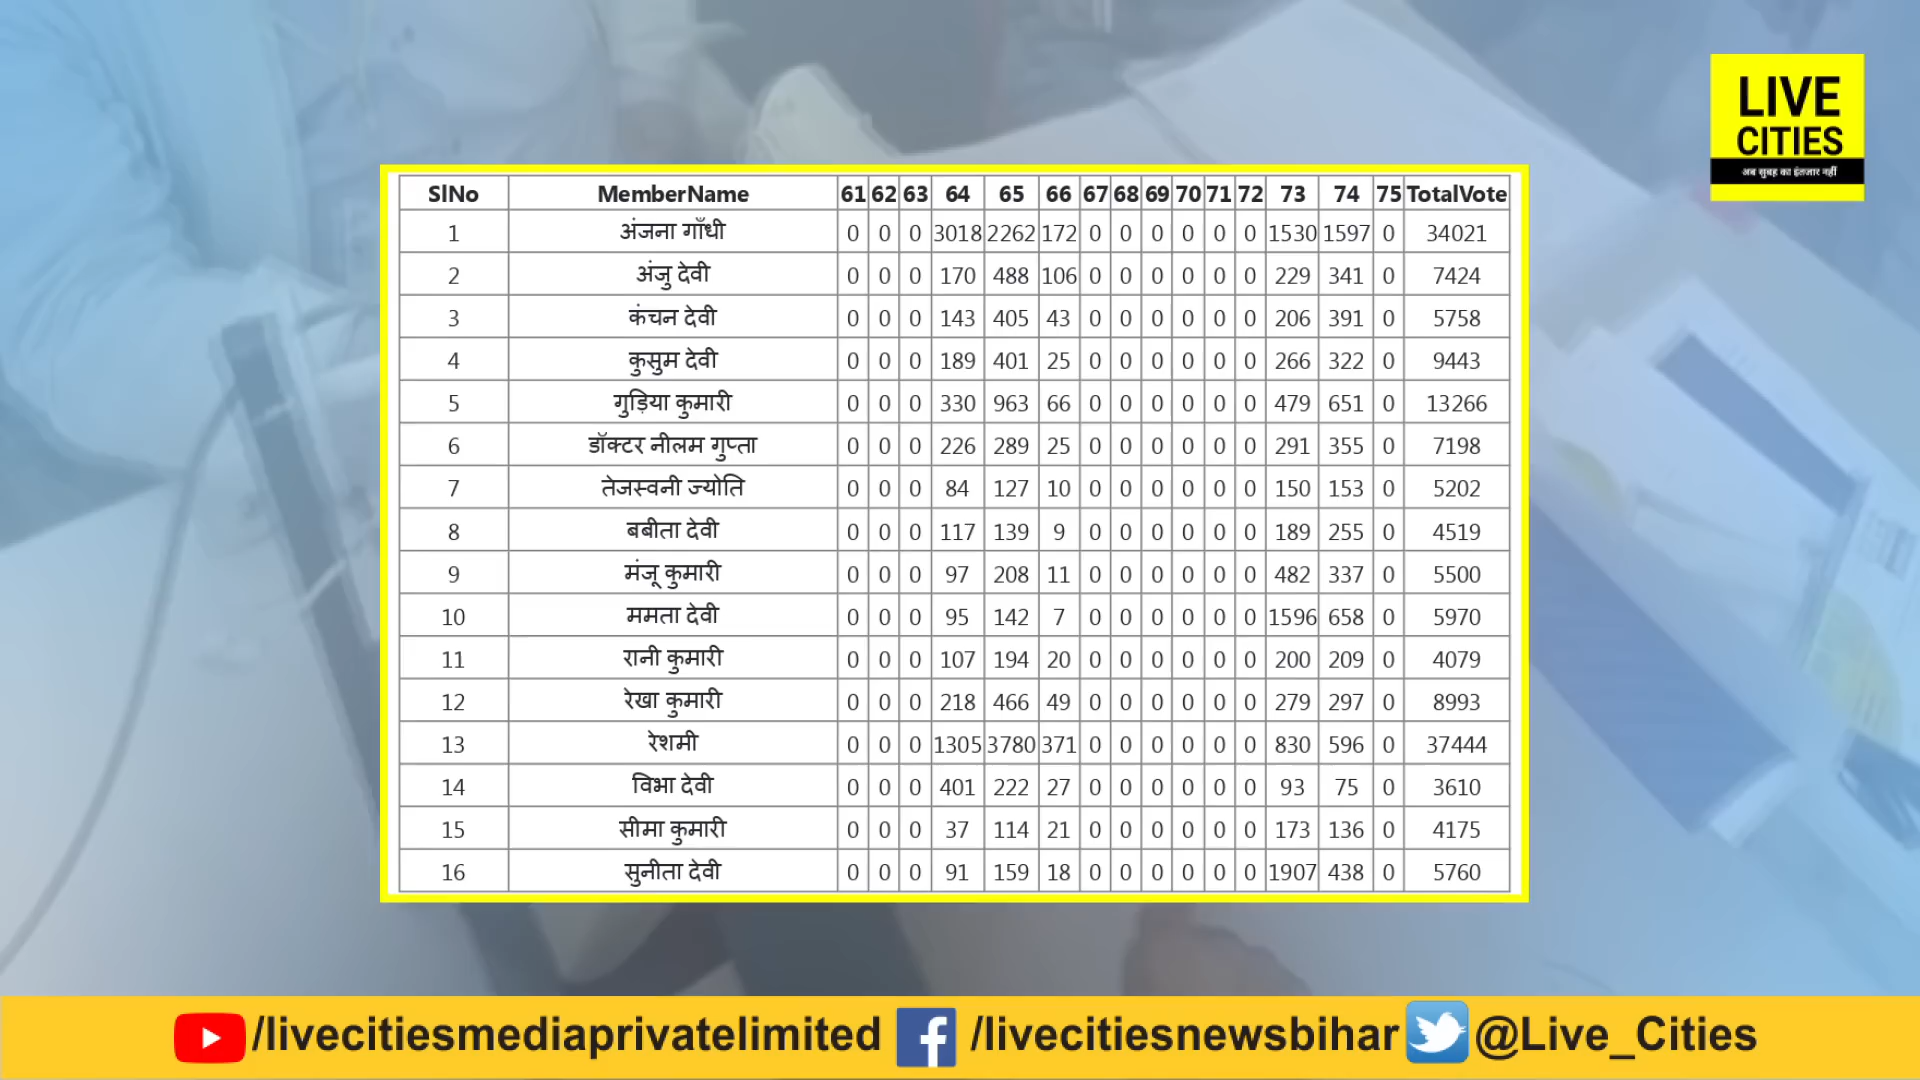 LIVE
CITIES
अब सुबह का इंतजार नहीं
SlNo MemberName 61 62 63 64 65 66 67 68 69 70 71 72 73 74 75 TotalVote
1 अंजना गाँधी 0 0 0 3018 2262 172 0 0 0 0 0 0 1530 1597 0 34021
2 अंजु देवी 0 0 0 170 488 106 0 0 0 0 0 0 229 341 0 7424
3 कंचन देवी 0 0 0 143 405 43 0 0 0 0 0 0 206 391 0 5758
4 कुसुम देवी 0 0 0 189 401 25 0 0 0 0 0 0 266 322 0 9443
5 गुड़िया कुमारी 0 0 0 330 963 66 0 0 0 0 0 0 479 651 0 13266
6 डॉक्टर नीलम गुप्ता 0 0 0 226 289 25 0 0 0 0 0 0 291 355 0 7198
7 तेजस्वनी ज्योति 0 0 0 84 127 10 0 0 0 0 0 0 150 153 0 5202
8 बबीता देवी 0 0 0 117 139 9 0 0 0 0 0 0 189 255 0 4519
9 मंजू कुमारी 0 0 0 97 208 11 0 0 0 0 0 0 482 337 0 5500
10 ममता देवी 0 0 0 95 142 7 0 0 0 0 0 0 1596 658 0 5970
11 रानी कुमारी 0 0 0 107 194 20 0 0 0 0 0 0 200 209 0 4079
12 रेखा कुमारी 0 0 0 218 466 49 0 0 0 0 0 0 279 297 0 8993
13 रेशमी 0 0 0 1305 3780 371 0 0 0 0 0 0 830 596 0 37444
14 विभा देवी 0 0 0 401 222 27 0 0 0 0 0 0 93 75 0 3610
15 सीमा कुमारी 0 0 0 37 114 21 0 0 0 0 0 0 173 136 0 4175
16 सुनीता देवी 0 0 0 91 159 18 0 0 0 0 0 0 1907 438 0 5760
/livecitiesmediaprivatelimited /livecitiesnewsbihar @Live_Cities